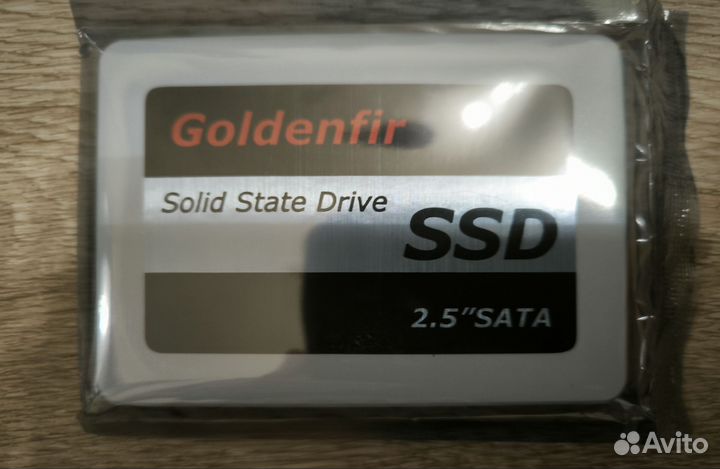 Goldenfir
Solid State Drive
SSD
2.5”SATA
Avito